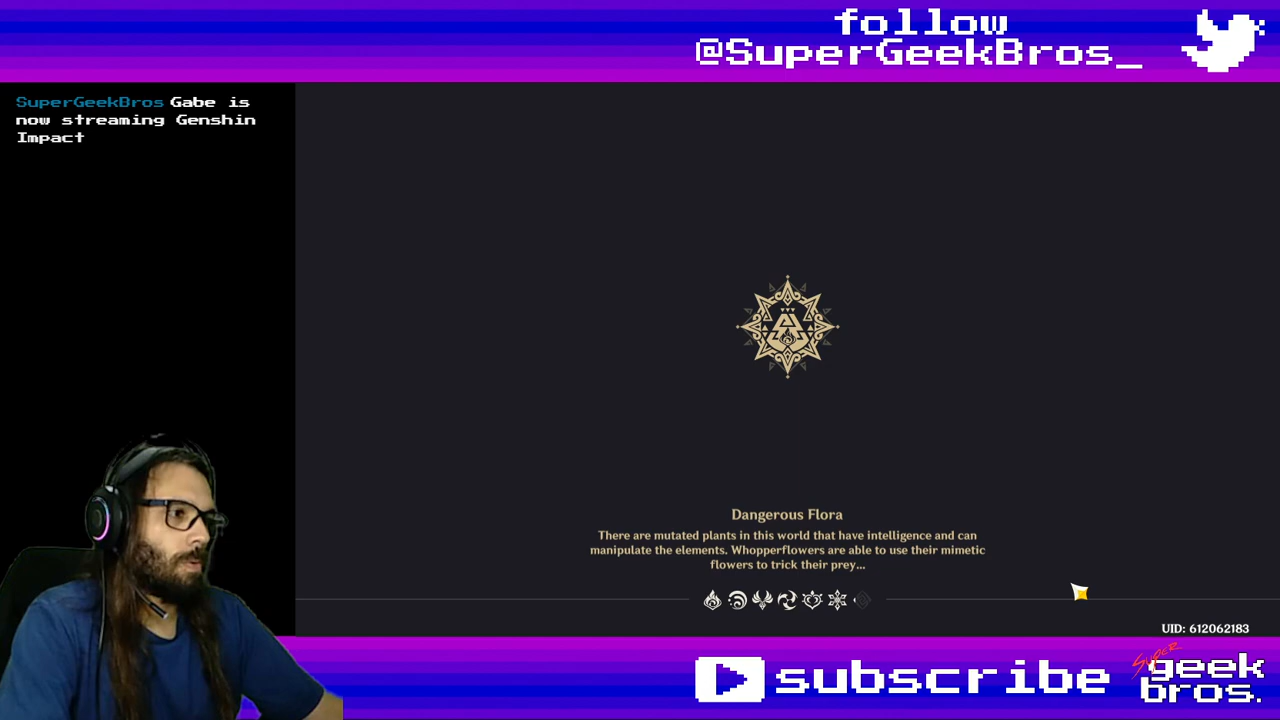 follow
@SuperGeekBros_
SuperGeekBros Gabe is
now streaming Genshin
Impact
Dangerous Flora
There are mutated plants in this world that have intelligence and can
manipulate the elements. Whopperflowers are able to use their mimetic
flowers to trick their prey...
UID: 612062183
subscribe
SUPER
geek
bros.